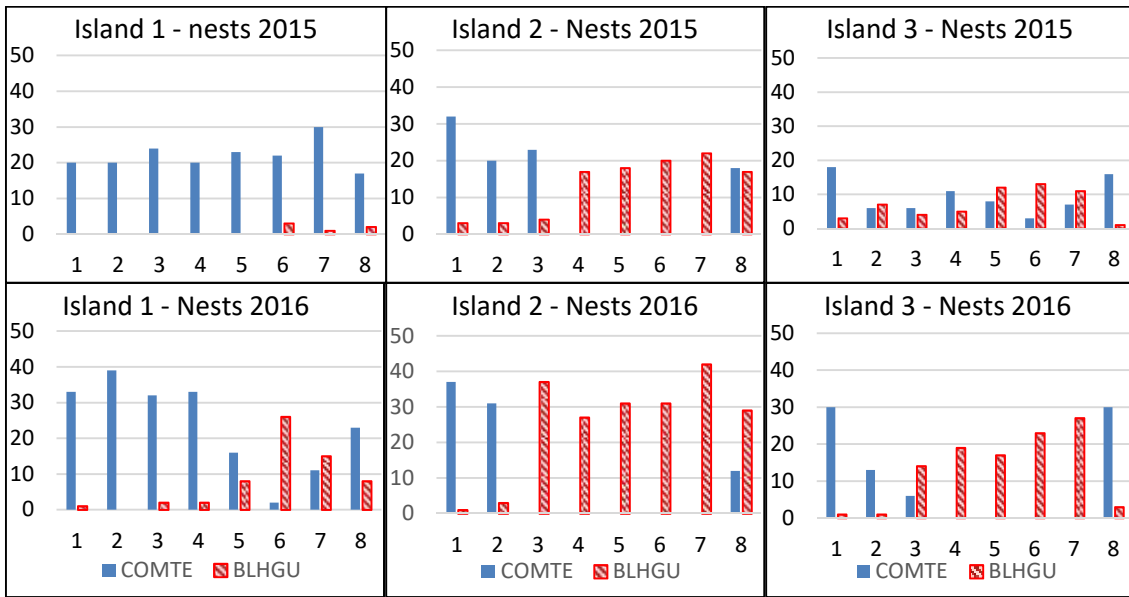 Island 1 - nests 2015
50
40
30
20
10
0
1 2 3 4 5 6 7 8
Island 2 - Nests 2015
50
40
30
20
10
0
1 2 3 4 5 6 7 8
Island 3 - Nests 2015
50
40
30
20
10
0
1 2 3 4 5 6 7 8
Island 1 - Nests 2016
50
40
30
20
10
0
1 2 3 4 5 6 7 8
COMTE BLHGU
Island 2 - Nests 2016
50
40
30
20
10
0
1 2 3 4 5 6 7 8
COMTE BLHGU
Island 3 - Nests 2016
50
40
30
20
10
0
1 2 3 4 5 6 7 8
COMTE BLHGU